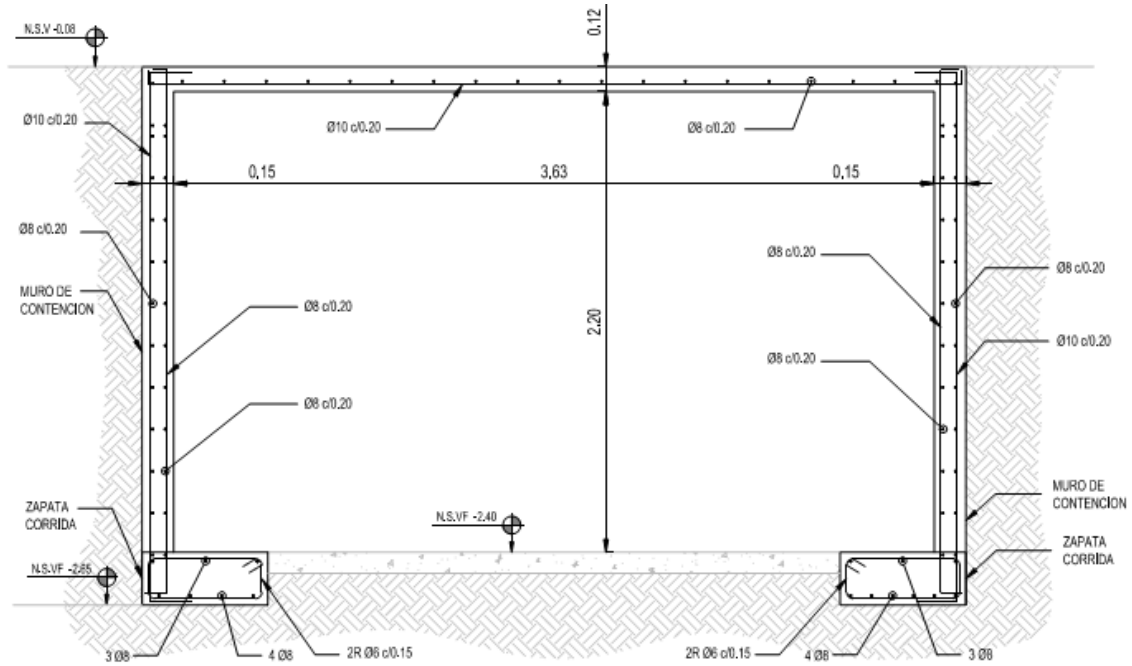 N.S.V -0.08
0.12
Ø10 c/0.20
Ø10 c/0.20
Ø8 c/0.20
0.15
3.63
0.15
Ø8 c/0.20
Ø8 c/0.20
Ø8 c/0.20
MURO DE
CONTENCION
Ø8 c/0.20
2.20
Ø10 c/0.20
Ø8 c/0.20
Ø8 c/0.20
MURO DE
CONTENCION
ZAPATA
CORRIDA
N.S.VF -2.40
ZAPATA
CORRIDA
N.S.VF -2.65
3 Ø8
4 Ø8
2R Ø6 c/0.15
2R Ø6 c/0.15
4 Ø8
3 Ø8